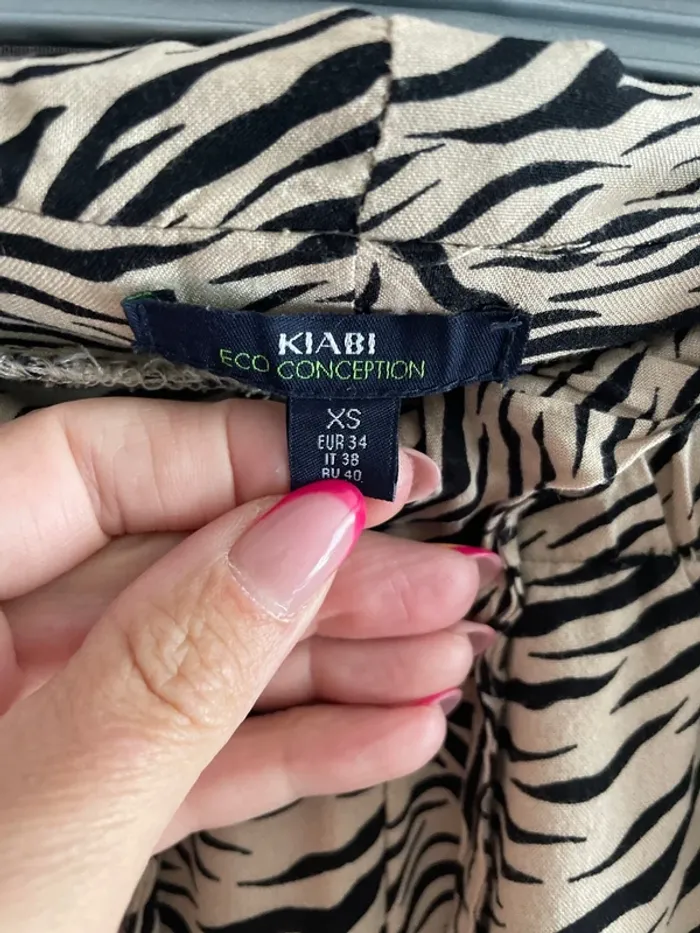 KIABI
ECO CONCEPTION
XS
EUR 34
IT 38
RU 40